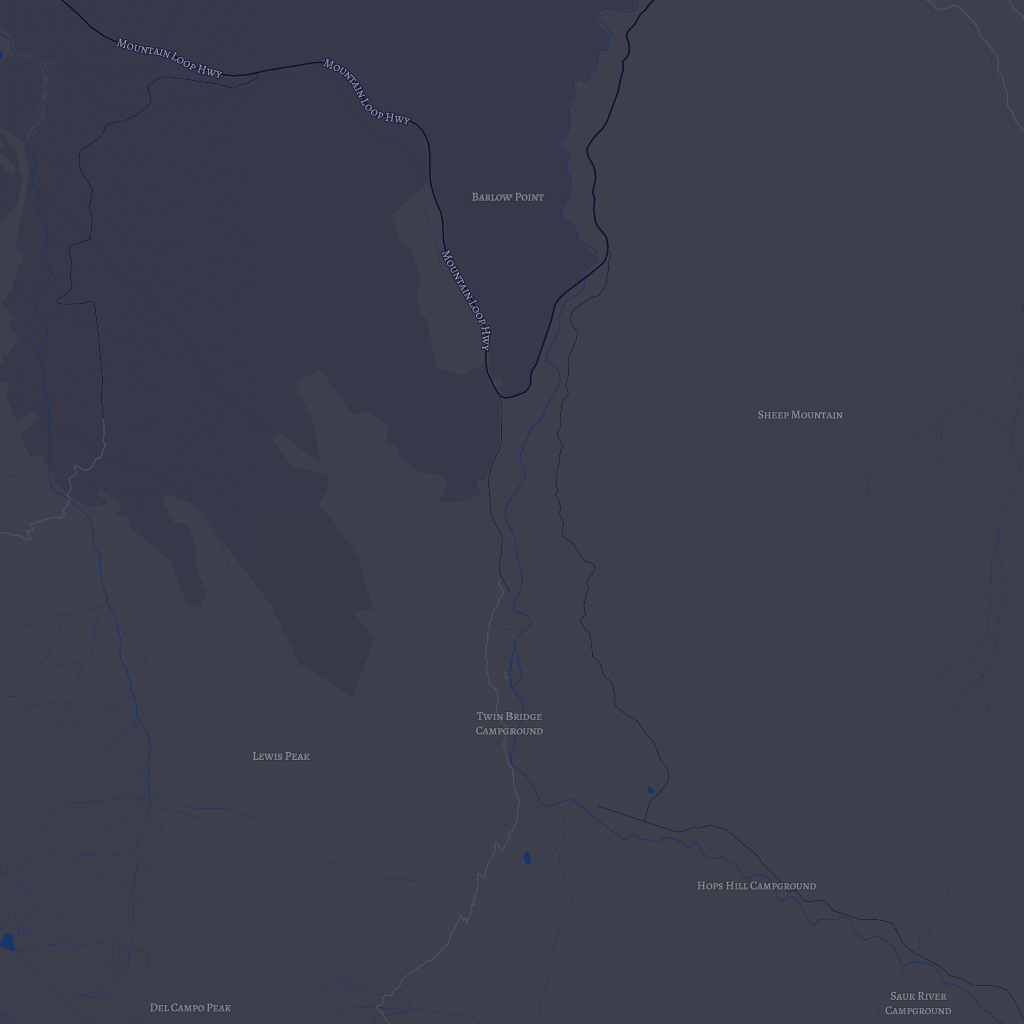 Mountain Loop Hwy
Mountain Loop Hwy
Barlow Point
Mountain Loop Hwy
Sheep Mountain
Twin Bridge
Campground
Lewis Peak
Hops Hill Campground
Sauk River
Campground
Del Campo Peak